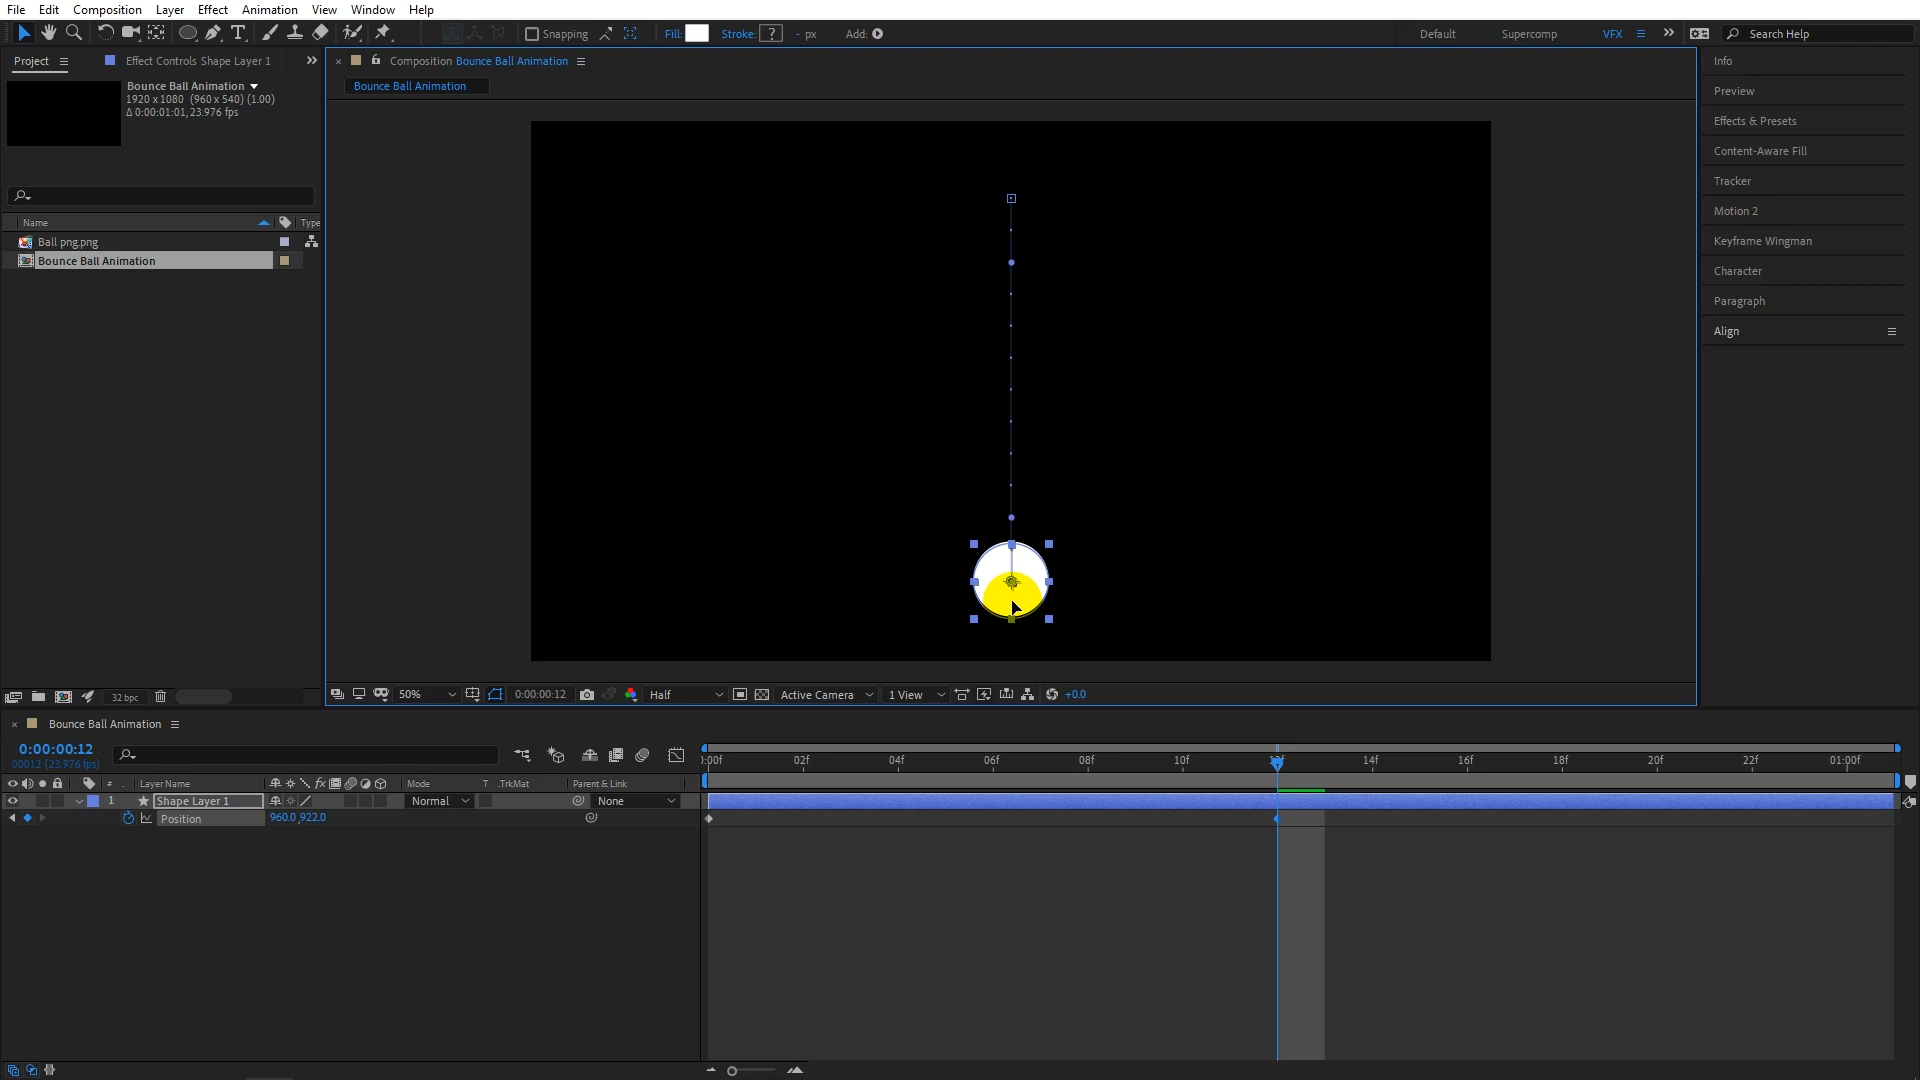 File Edit Composition Layer Effect Animation View Window Help
Snapping Fill: Stroke: ? - px Add: Default Supercomp VFX Search Help
Project Effect Controls Shape Layer 1
Composition Bounce Ball Animation
Bounce Ball Animation
Bounce Ball Animation
1920 x 1080 (960 x 540) (1.00)
Δ 0:00:01:01, 23.976 fps
Name Type
Ball png.png
Bounce Ball Animation
Info
Preview
Effects & Presets
Content-Aware Fill
Tracker
Motion 2
Keyframe Wingman
Character
Paragraph
Align
32 bpc
50% 0:00:00:12 Half Active Camera 1 View +0.0
Bounce Ball Animation
0:00:00:12
00012 (23.976 fps)
:00f 02f 04f 06f 08f 10f 14f 16f 18f 20f 22f 01:00f
# Layer Name fx Mode T .TrkMat Parent & Link
1 Shape Layer 1 Normal None
Position 960.0,922.0